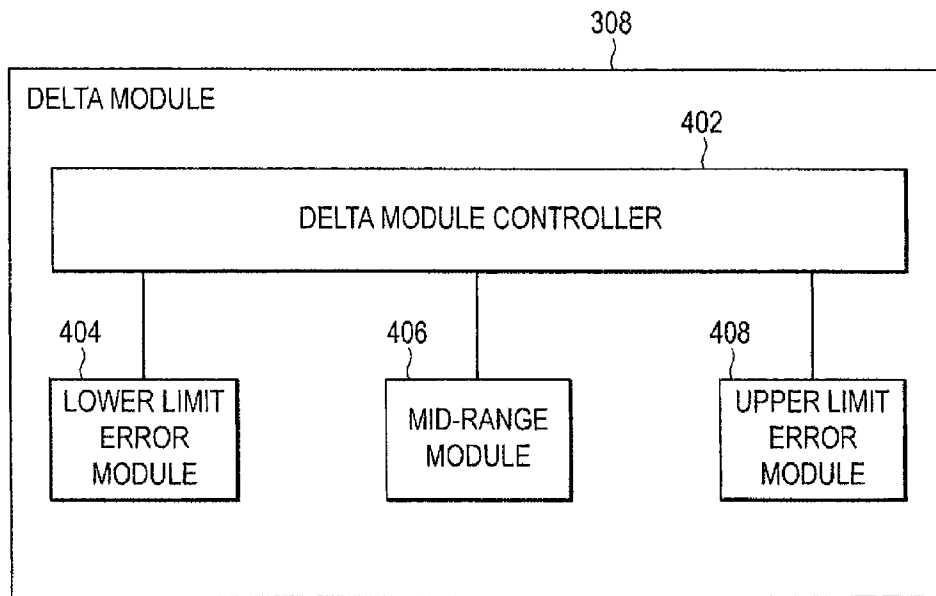 308
DELTA MODULE
402
DELTA MODULE CONTROLLER
404
LOWER LIMIT
ERROR
MODULE
406
MID-RANGE
MODULE
408
UPPER LIMIT
ERROR
MODULE